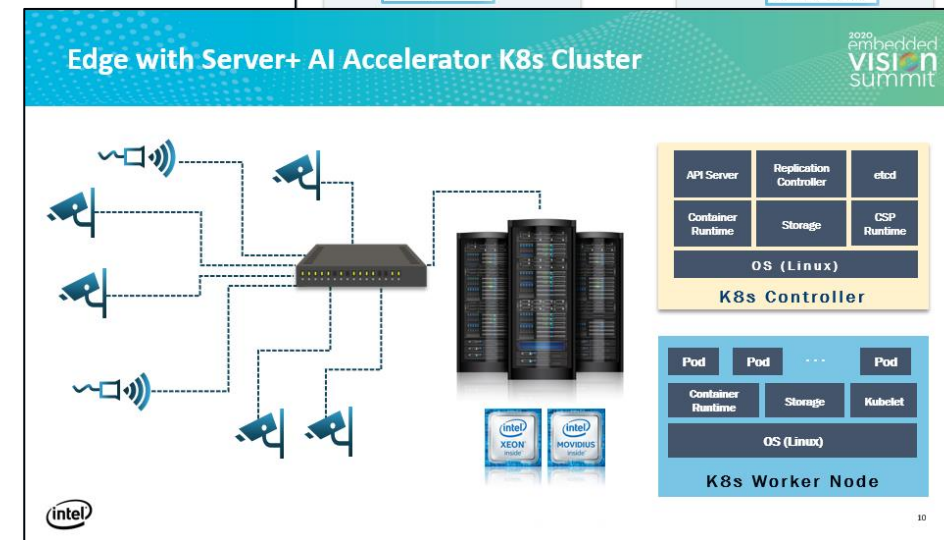 Edge with Server+ AI Accelerator K8s Cluster
2020
embedded
VISION
summit
API Server
Replication
Controller
etcd
Container
Runtime
Storage
CSP
Runtime
OS (Linux)
K8s Controller
Pod
Pod
...
Pod
Container
Runtime
Storage
Kubelet
OS (Linux)
K8s Worker Node
intel
XEON
inside
intel
MOVIDIUS
inside
intel
10